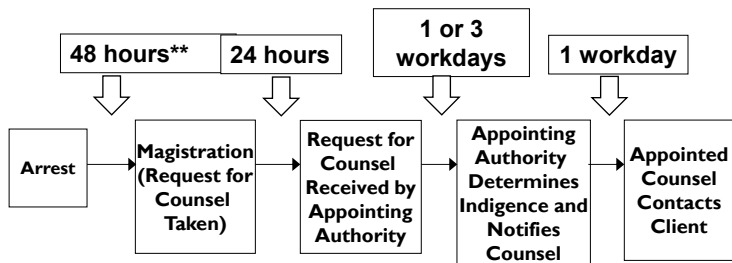 48 hours**
24 hours
1 or 3
workdays
1 workday
Arrest
Magistration
(Request for
Counsel
Taken)
Request for
Counsel
Received by
Appointing
Authority
Appointing
Authority
Determines
Indigence and
Notifies
Counsel
Appointed
Counsel
Contacts
Client